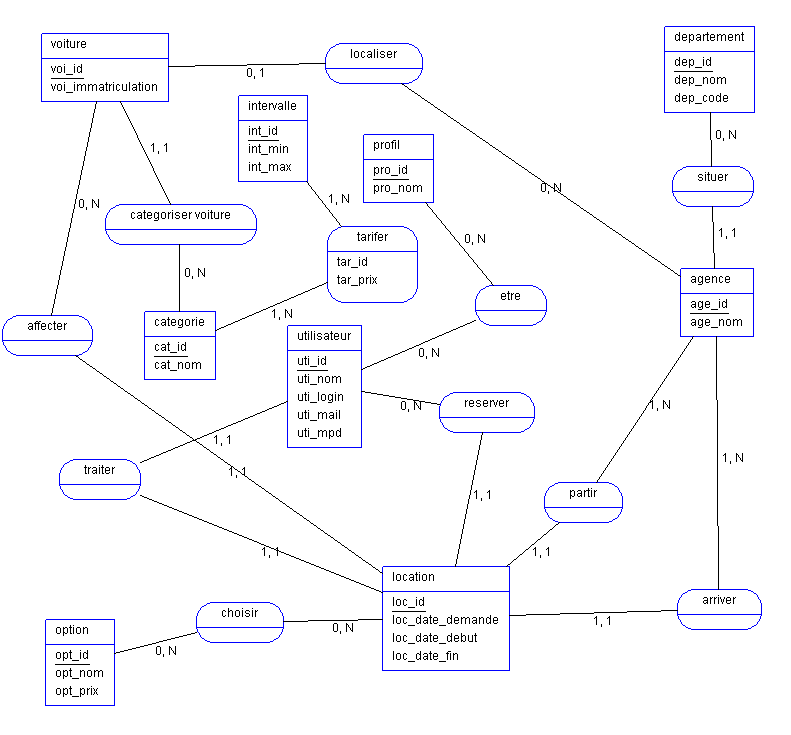 voiture
voi_id
voi_immatriculation
localiser
0, 1
departement
dep_id
dep_nom
dep_code
intervalle
int_id
int_min
int_max
profil
pro_id
pro_nom
0, N
1, 1
situer
0, N
1, N
0, N
categoriser voiture
tarifer
tar_id
tar_prix
0, N
1, 1
0, N
agence
age_id
age_nom
etre
affecter
categorie
cat_id
cat_nom
1, N
utilisateur
uti_id
uti_nom
uti_login
uti_mail
uti_mpd
0, N
reserver
0, N
1, N
1, 1
traiter
1, 1
1, N
partir
1, 1
1, 1
1, 1
location
loc_id
loc_date_demande
loc_date_debut
loc_date_fin
arriver
1, 1
choisir
0, N
option
opt_id
opt_nom
opt_prix
0, N